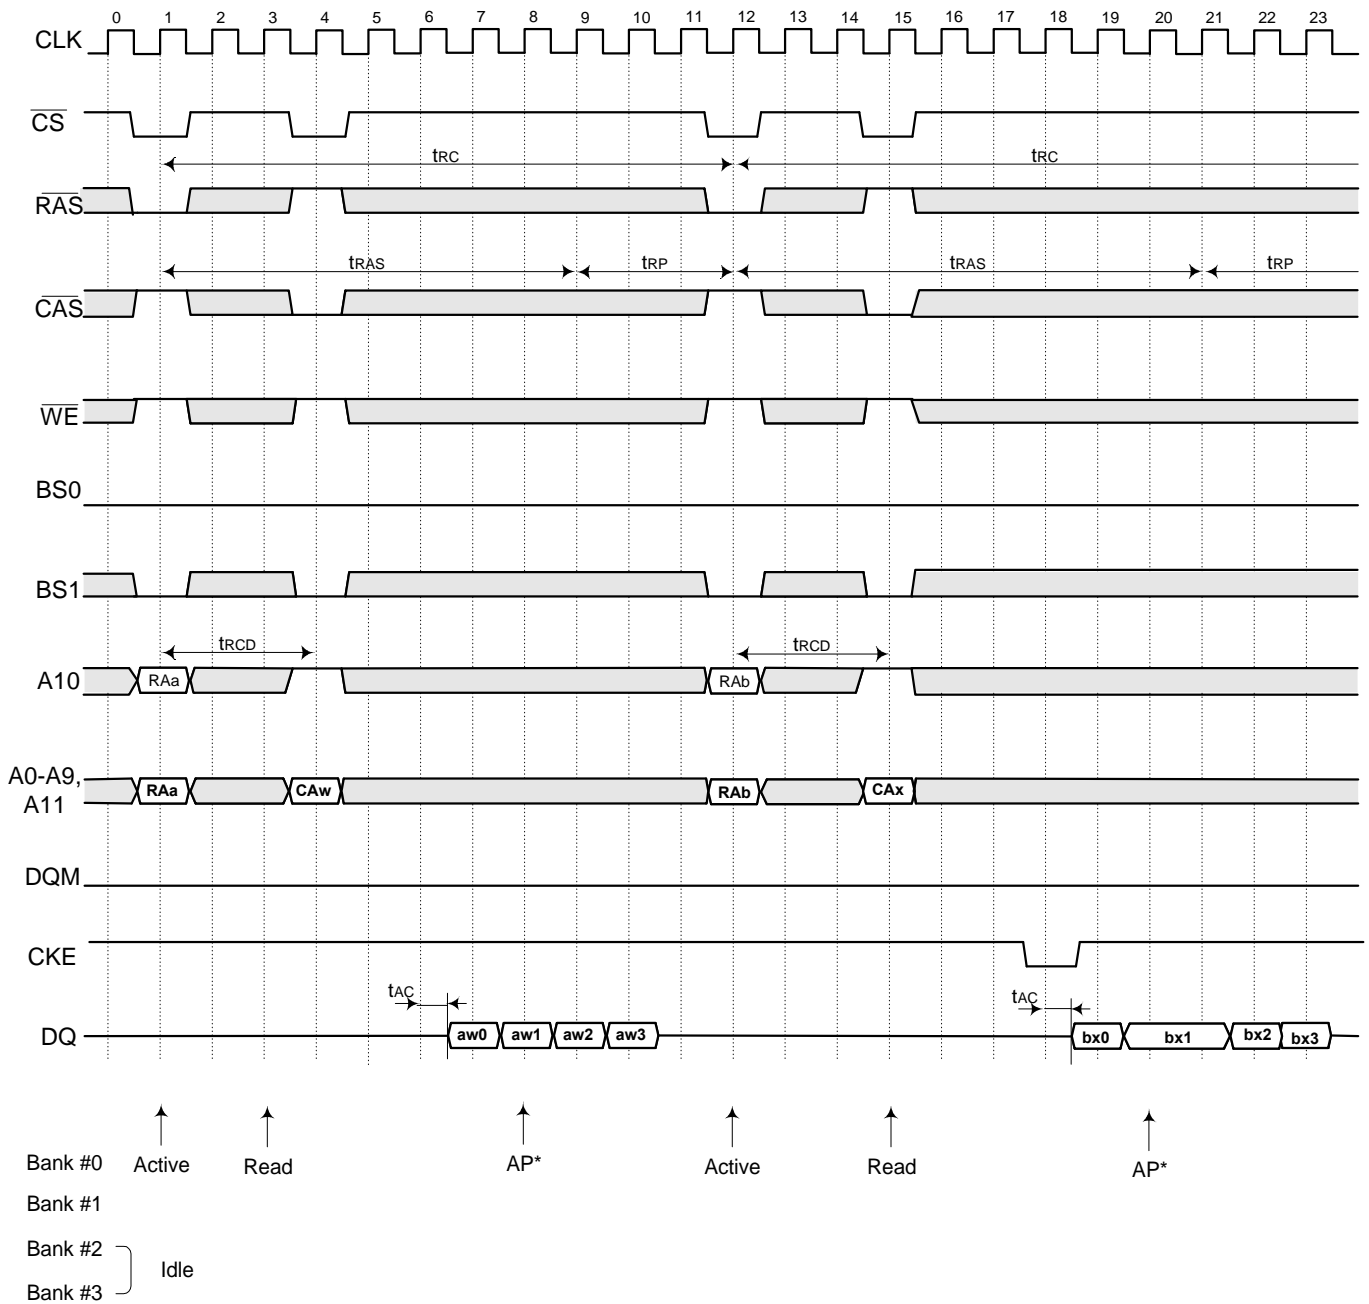 0 1 2 3 4 5 6 7 8 9 10 11 12 13 14 15 16 17 18 19 20 21 22 23
CLK
CS
tRC tRC
RAS
tRAS tRP tRAS tRP
CAS
WE
BS0
BS1
tRCD tRCD
A10 RAa RAb
A0-A9,
A11 RAa CAw RAb CAx
DQM
CKE
tAC tAC
DQ aw0 aw1 aw2 aw3 bx0 bx1 bx2 bx3
Bank #0 Active Read AP* Active Read AP*
Bank #1
Bank #2
Idle
Bank #3